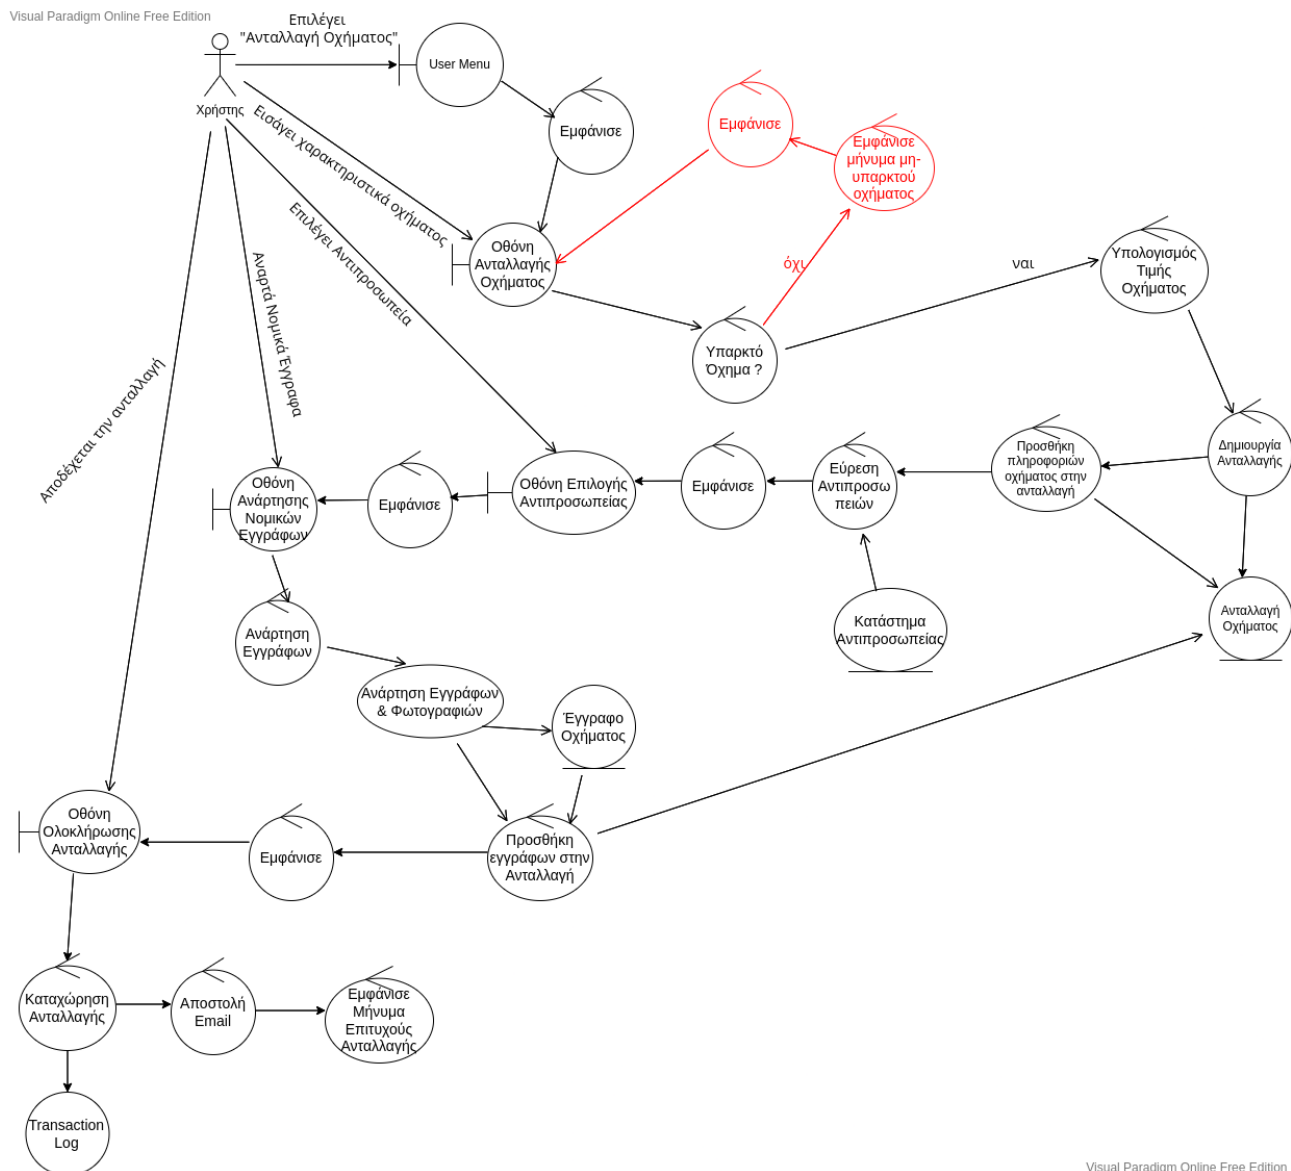 Visual Paradigm Online Free Edition
Επιλέγει
"Ανταλλαγή Οχήματος"
User Menu
Χρήστης
Εμφάνισε
Εμφάνισε
Εμφάνισε
μήνυμα μη-
υπαρκτού
οχήματος
Εισάγει χαρακτηριστικά οχήματος
Επιλέγει Αντιπροσωπεία
Αναρτά Νομικά Έγγραφα
Αποδέχεται την ανταλλαγή
Οθόνη
Ανταλλαγής
Οχήματος
όχι
ναι
Υπολογισμός
Τιμής
Οχήματος
Υπαρκτό
Όχημα ?
Οθόνη
Ανάρτησης
Νομικών
Εγγράφων
Εμφάνισε
Οθόνη Επιλογής
Αντιπροσωπείας
Εμφάνισε
Εύρεση
Αντιπροσω
πειών
Προσθήκη
πληροφοριών
οχήματος στην
ανταλλαγή
Δημιουργία
Ανταλλαγής
Ανάρτηση
Εγγράφων
Κατάστημα
Αντιπροσωπείας
Ανταλλαγή
Οχήματος
Ανάρτηση Εγγράφων
& Φωτογραφιών
Έγγραφο
Οχήματος
Οθόνη
Ολοκλήρωσης
Ανταλλαγής
Εμφάνισε
Προσθήκη
εγγράφων στην
Ανταλλαγή
Καταχώρηση
Ανταλλαγής
Αποστολή
Email
Εμφάνισε
Μήνυμα
Επιτυχούς
Ανταλλαγής
Transaction
Log
Visual Paradigm Online Free Edition